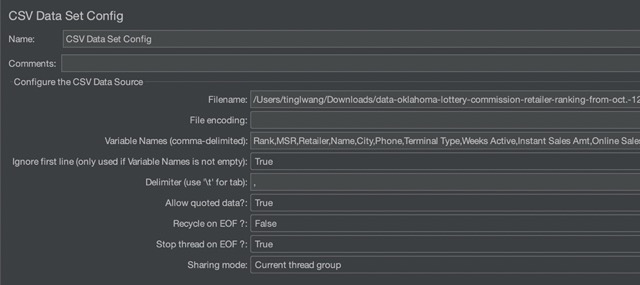 CSV Data Set Config
Name: CSV Data Set Config
Comments:
Configure the CSV Data Source
Filename: /Users/tinglwang/Downloads/data-oklahoma-lottery-commission-retailer-ranking-from-oct.-12
File encoding:
Variable Names (comma-delimited): Rank,MSR,Retailer,Name,City,Phone,Terminal Type,Weeks Active,Instant Sales Amt,Online Sales
Ignore first line (only used if Variable Names is not empty): True
Delimiter (use '\t' for tab): ,
Allow quoted data?: True
Recycle on EOF ?: False
Stop thread on EOF ?: True
Sharing mode: Current thread group